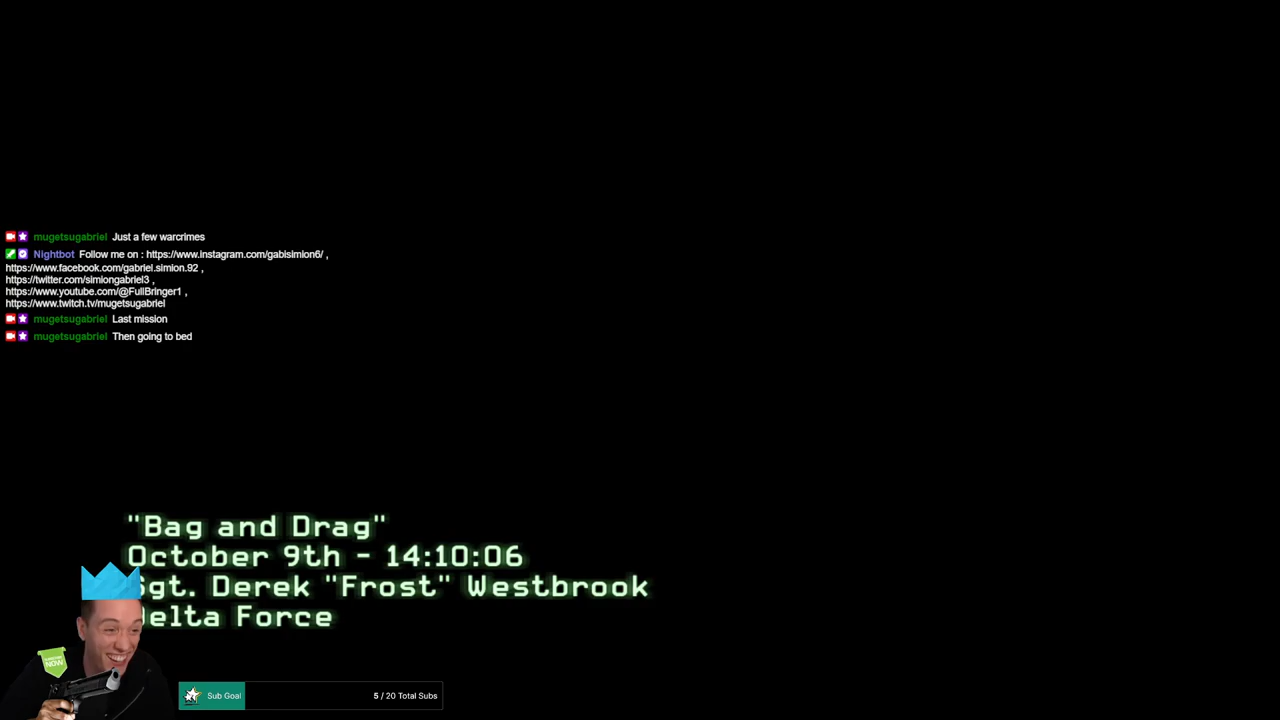 mugetsugabriel Just a few warcrimes
Nightbot Follow me on : https://www.instagram.com/gabisimion6/ ,
https://www.facebook.com/gabriel.simion.92 ,
https://twitter.com/simiongabriel3 ,
https://www.youtube.com/@FullBringer1 ,
https://www.twitch.tv/mugetsugabriel
mugetsugabriel Last mission
mugetsugabriel Then going to bed
"Bag and Drag"
October 9th - 14:10:06
Sgt. Derek "Frost" Westbrook
Delta Force
NOW
Sub Goal 5 / 20 Total Subs